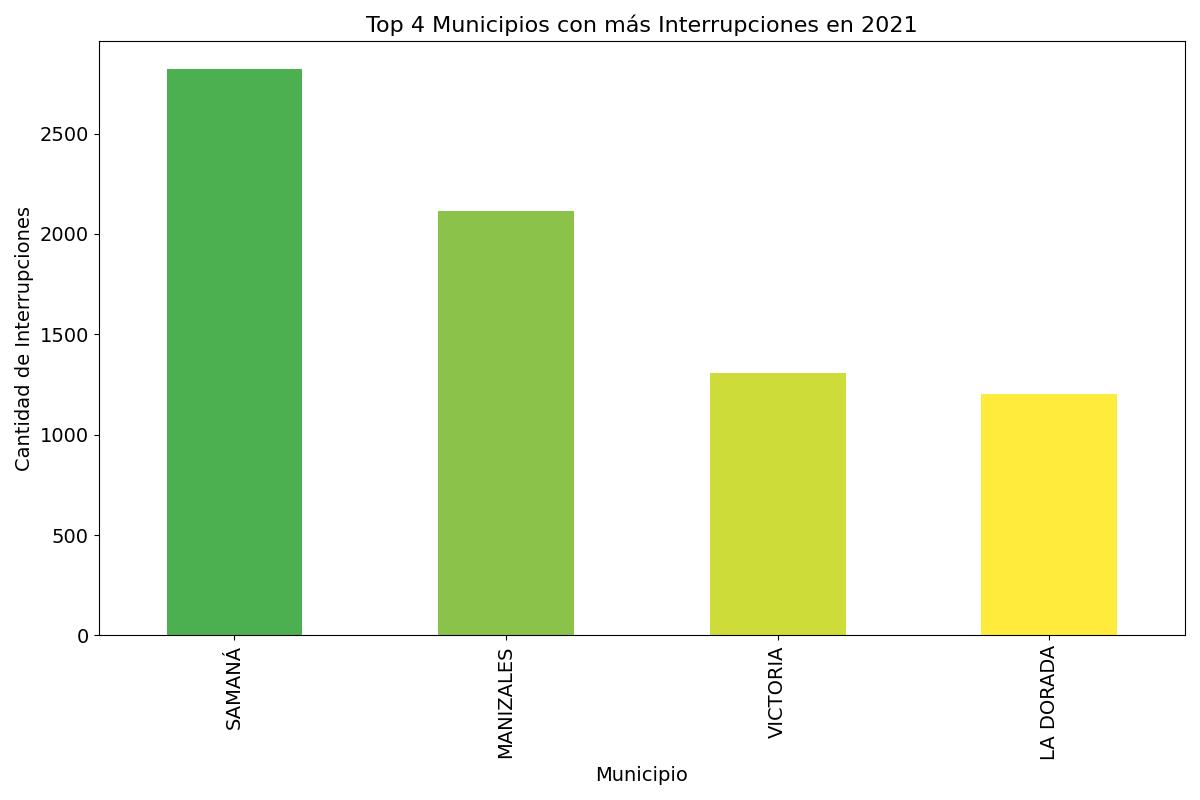 Top 4 Municipios con más Interrupciones en 2021
Cantidad de Interrupciones
2500
2000
1500
1000
500
0
SAMANÁ
MANIZALES
VICTORIA
LA DORADA
Municipio